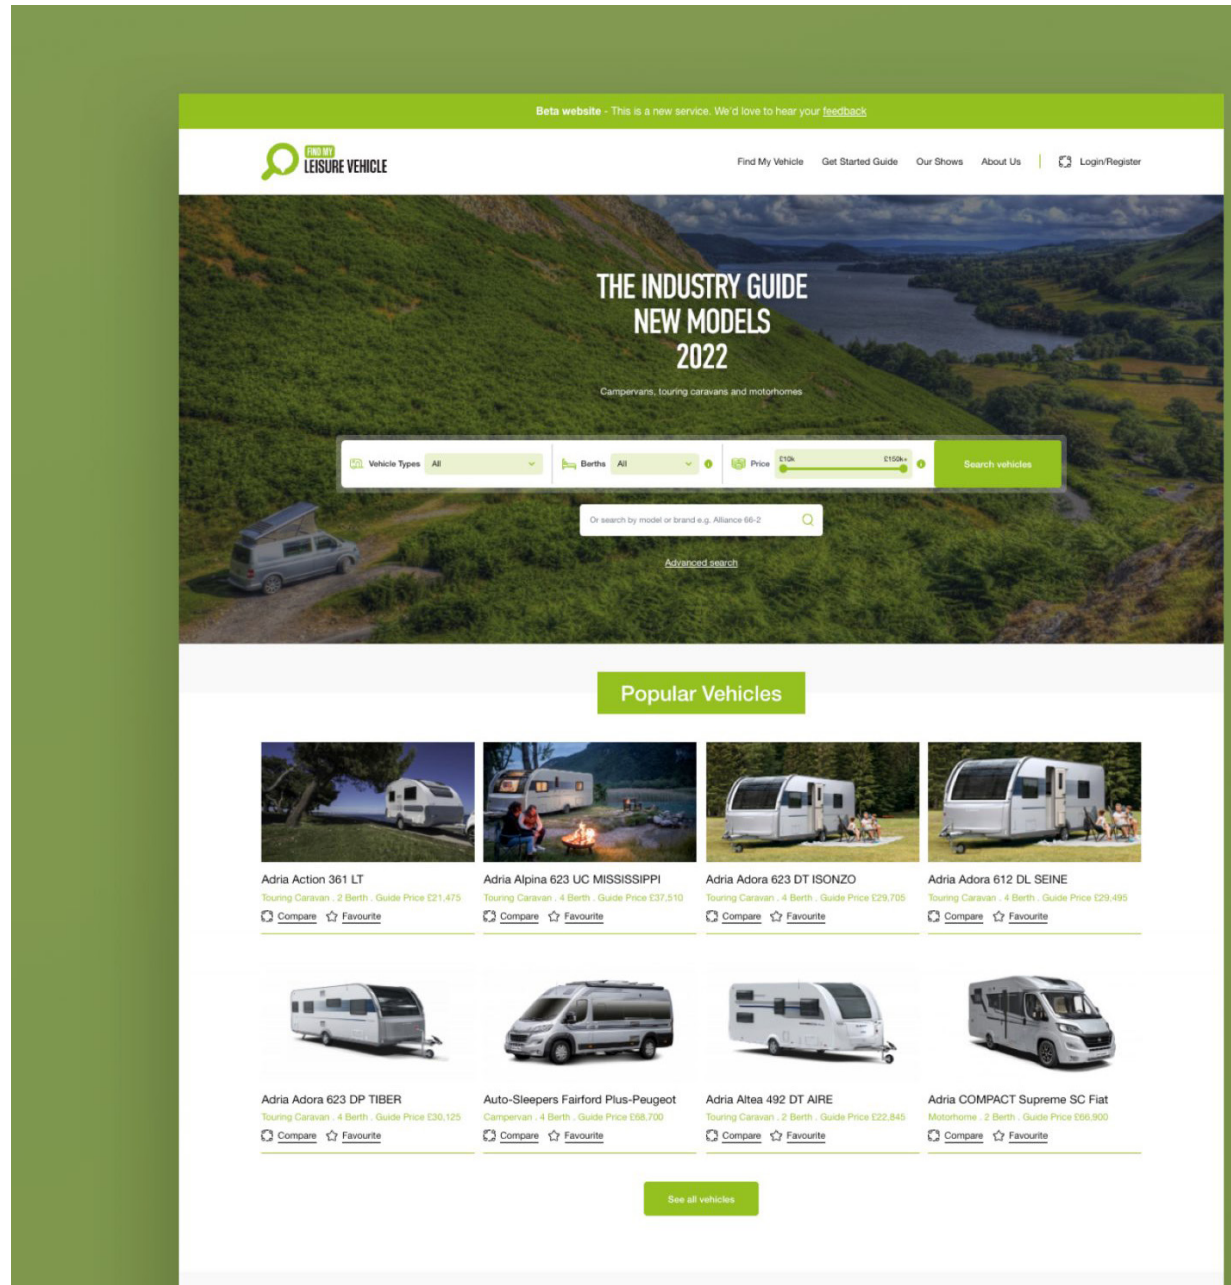 Beta website - This is a new service. We'd love to hear your feedback
FIND MY
LEISURE VEHICLE
Find My Vehicle Get Started Guide Our Shows About Us Login/Register
THE INDUSTRY GUIDE
NEW MODELS
2022
Campervans, touring caravans and motorhomes
Vehicle Types All Berths All Price £10k £150k+ Search vehicles
Or search by model or brand e.g. Alliance 66-2
Advanced search
Popular Vehicles
Adria Action 361 LT
Touring Caravan . 2 Berth . Guide Price £21,475
Compare Favourite
Adria Alpina 623 UC MISSISSIPPI
Touring Caravan . 4 Berth . Guide Price £37,510
Compare Favourite
Adria Adora 623 DT ISONZO
Touring Caravan . 4 Berth . Guide Price £29,705
Compare Favourite
Adria Adora 612 DL SEINE
Touring Caravan . 4 Berth . Guide Price £29,495
Compare Favourite
Adria Adora 623 DP TIBER
Touring Caravan . 4 Berth . Guide Price £30,125
Compare Favourite
Auto-Sleepers Fairford Plus-Peugeot
Campervan . 4 Berth . Guide Price £68,700
Compare Favourite
Adria Altea 492 DT AIRE
Touring Caravan . 2 Berth . Guide Price £22,845
Compare Favourite
Adria COMPACT Supreme SC Fiat
Motorhome . 2 Berth . Guide Price £66,900
Compare Favourite
See all vehicles